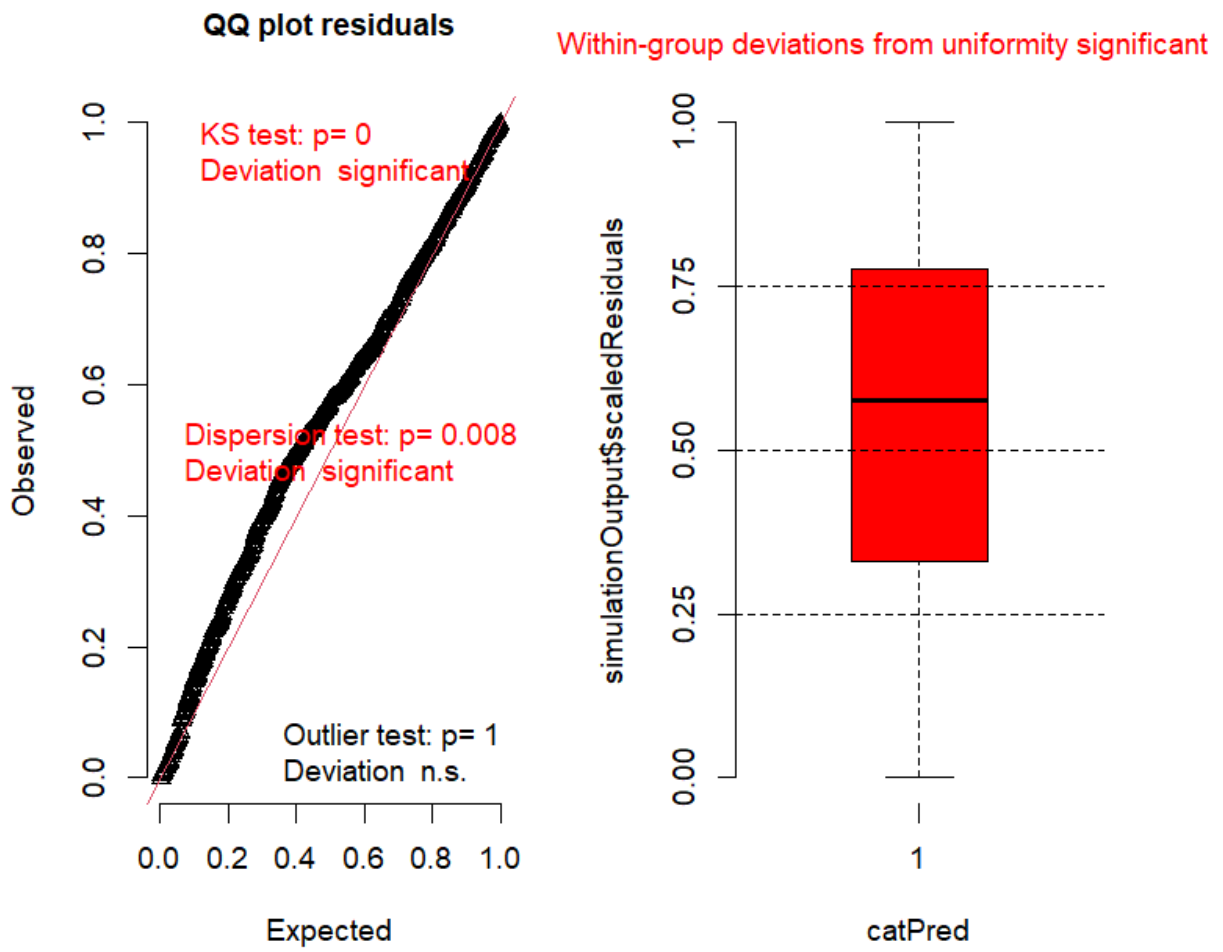 QQ plot residuals
KS test: p= 0
Deviation  significant
Dispersion test: p= 0.008
Deviation  significant
Outlier test: p= 1
Deviation  n.s.
Observed
0.0 0.2 0.4 0.6 0.8 1.0
0.0 0.2 0.4 0.6 0.8 1.0
Expected
Within-group deviations from uniformity significant
simulationOutput$scaledResiduals
0.00 0.25 0.50 0.75 1.00
1
catPred